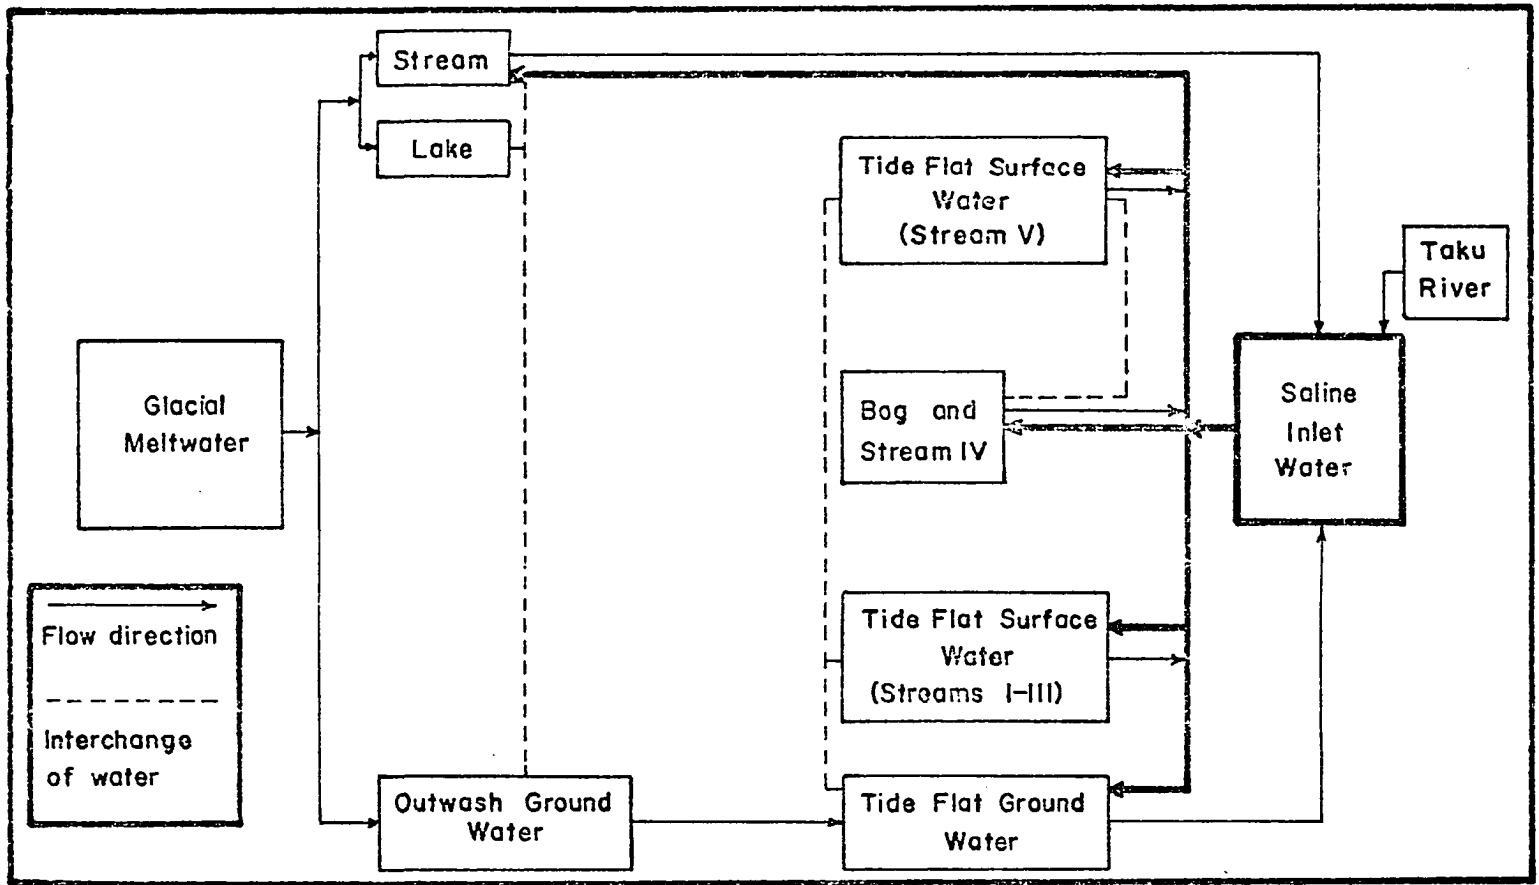 Stream
Lake
Tide Flat Surface
Water
(Stream V)
Taku
River
Glacial
Meltwater
Bog and
Stream IV
Saline
Inlet
Water
Flow direction
Interchange
of water
Tide Flat Surface
Water
(Streams I-III)
Outwash Ground
Water
Tide Flat Ground
Water